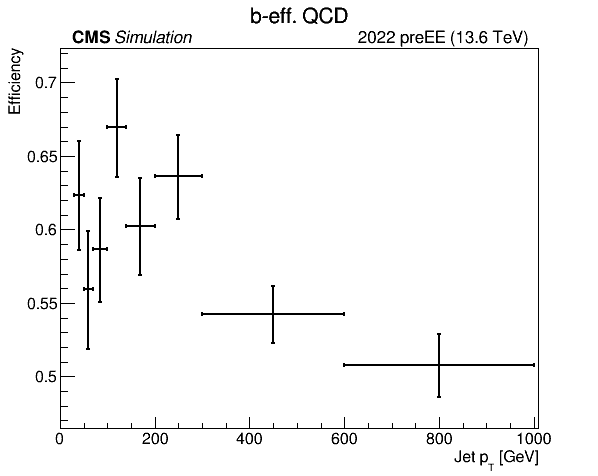 b-eff. QCD
CMS Simulation 2022 preEE (13.6 TeV)
Efficiency
0.7
0.65
0.6
0.55
0.5
0 200 400 600 800 1000
Jet p_T [GeV]